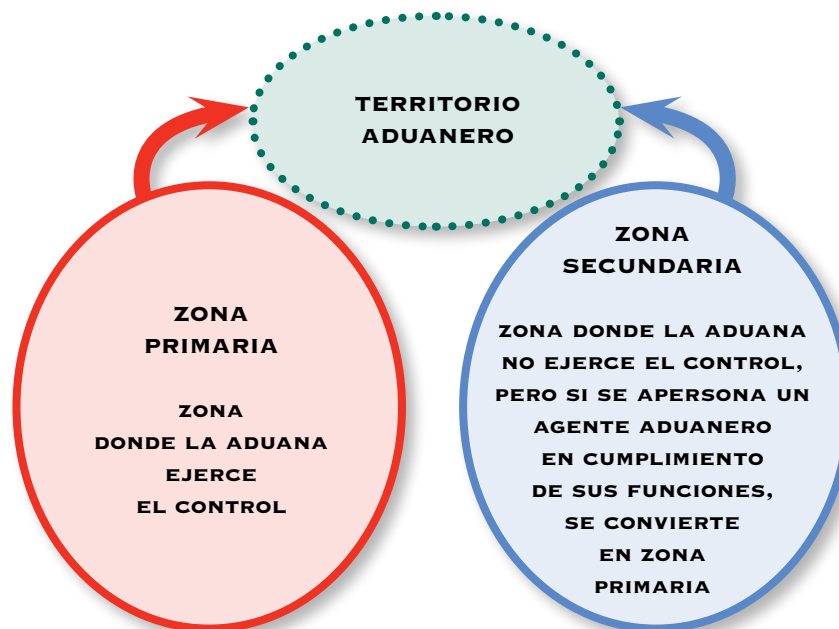 TERRITORIO
ADUANERO
ZONA
PRIMARIA
ZONA
DONDE LA ADUANA
EJERCE
EL CONTROL
ZONA
SECUNDARIA
ZONA DONDE LA ADUANA
NO EJERCE EL CONTROL,
PERO SI SE APERSONA UN
AGENTE ADUANERO
EN CUMPLIMIENTO
DE SUS FUNCIONES,
SE CONVIERTE
EN ZONA
PRIMARIA